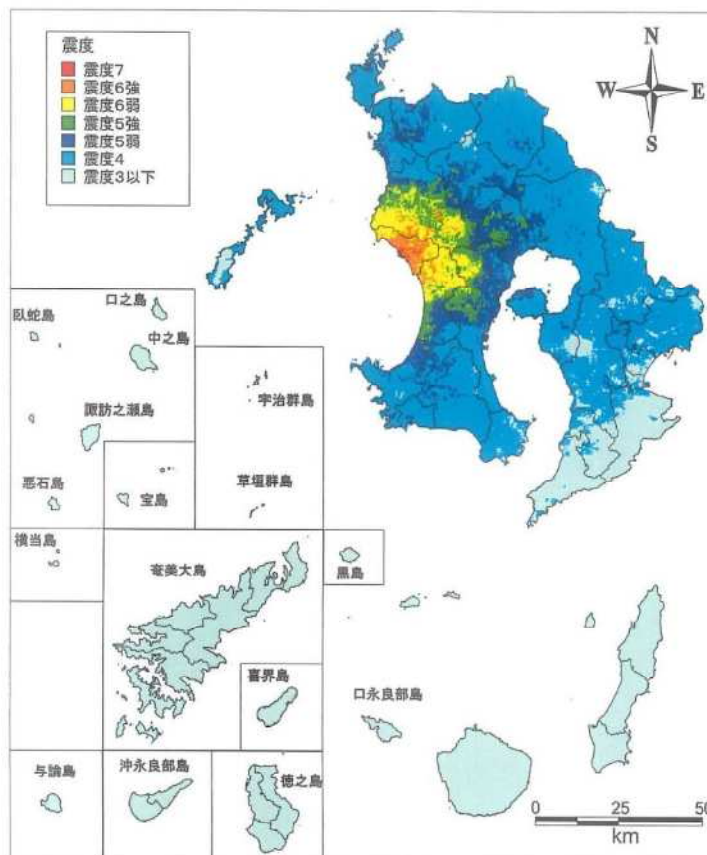 震度
震度7
震度6強
震度6弱
震度5強
震度5弱
震度4
震度3以下
N
W E
S
口之島
臥蛇島
中之島
諏訪之瀬島
悪石島
宝島
宇治群島
草垣群島
横当島
奄美大島
黒島
喜界島
口永良部島
与論島
沖永良部島
徳之島
0 25 50
km